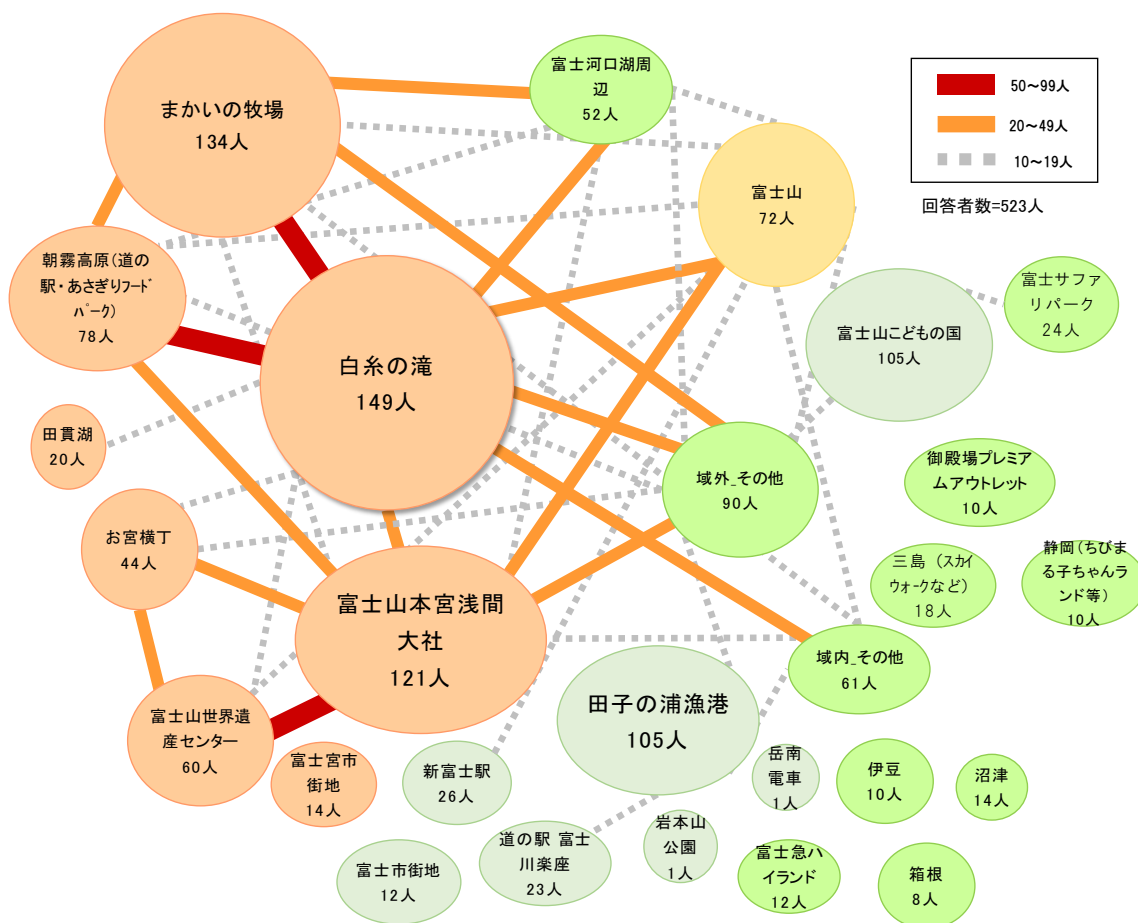 まかいの牧場
134人
富士河口湖周
辺
52人
50～99人
20～49人
10～19人
回答者数=523人
富士山
72人
朝霧高原(道の
駅・あさぎりフード
パーク)
78人
白糸の滝
149人
富士山こどもの国
105人
富士サファ
リパーク
24人
田貫湖
20人
域外_その他
90人
御殿場プレミア
ムアウトレット
10人
お宮横丁
44人
三島（スカイ
ウォークなど）
18人
静岡(ちびま
る子ちゃんラ
ンド等)
10人
富士山本宮浅間
大社
121人
域内_その他
61人
富士山世界遺
産センター
60人
田子の浦漁港
105人
富士宮市
街地
14人
新富士駅
26人
岳南
電車
1人
伊豆
10人
沼津
14人
富士市街地
12人
道の駅 富士
川楽座
23人
岩本山
公園
1人
富士急ハ
イランド
12人
箱根
8人